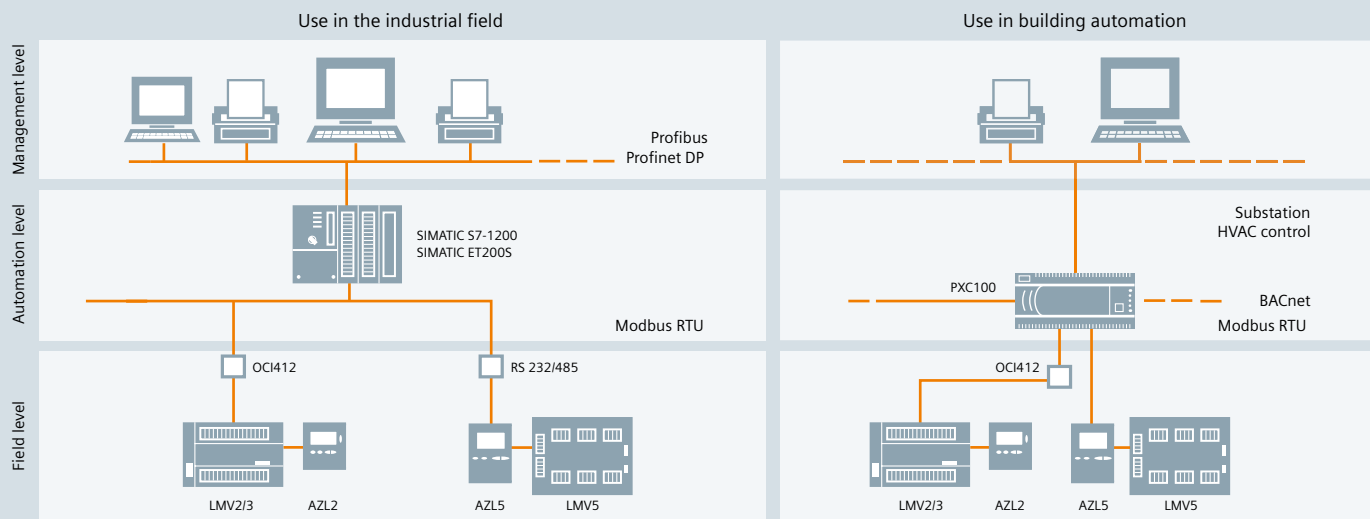 Use in the industrial field
Use in building automation
Management level
Profibus
Profinet DP
Automation level
SIMATIC S7-1200
SIMATIC ET200S
Modbus RTU
Substation
HVAC control
PXC100
BACnet
Modbus RTU
Field level
OCI412
RS 232/485
LMV2/3
AZL2
AZL5
LMV5
OCI412
LMV2/3
AZL2
AZL5
LMV5